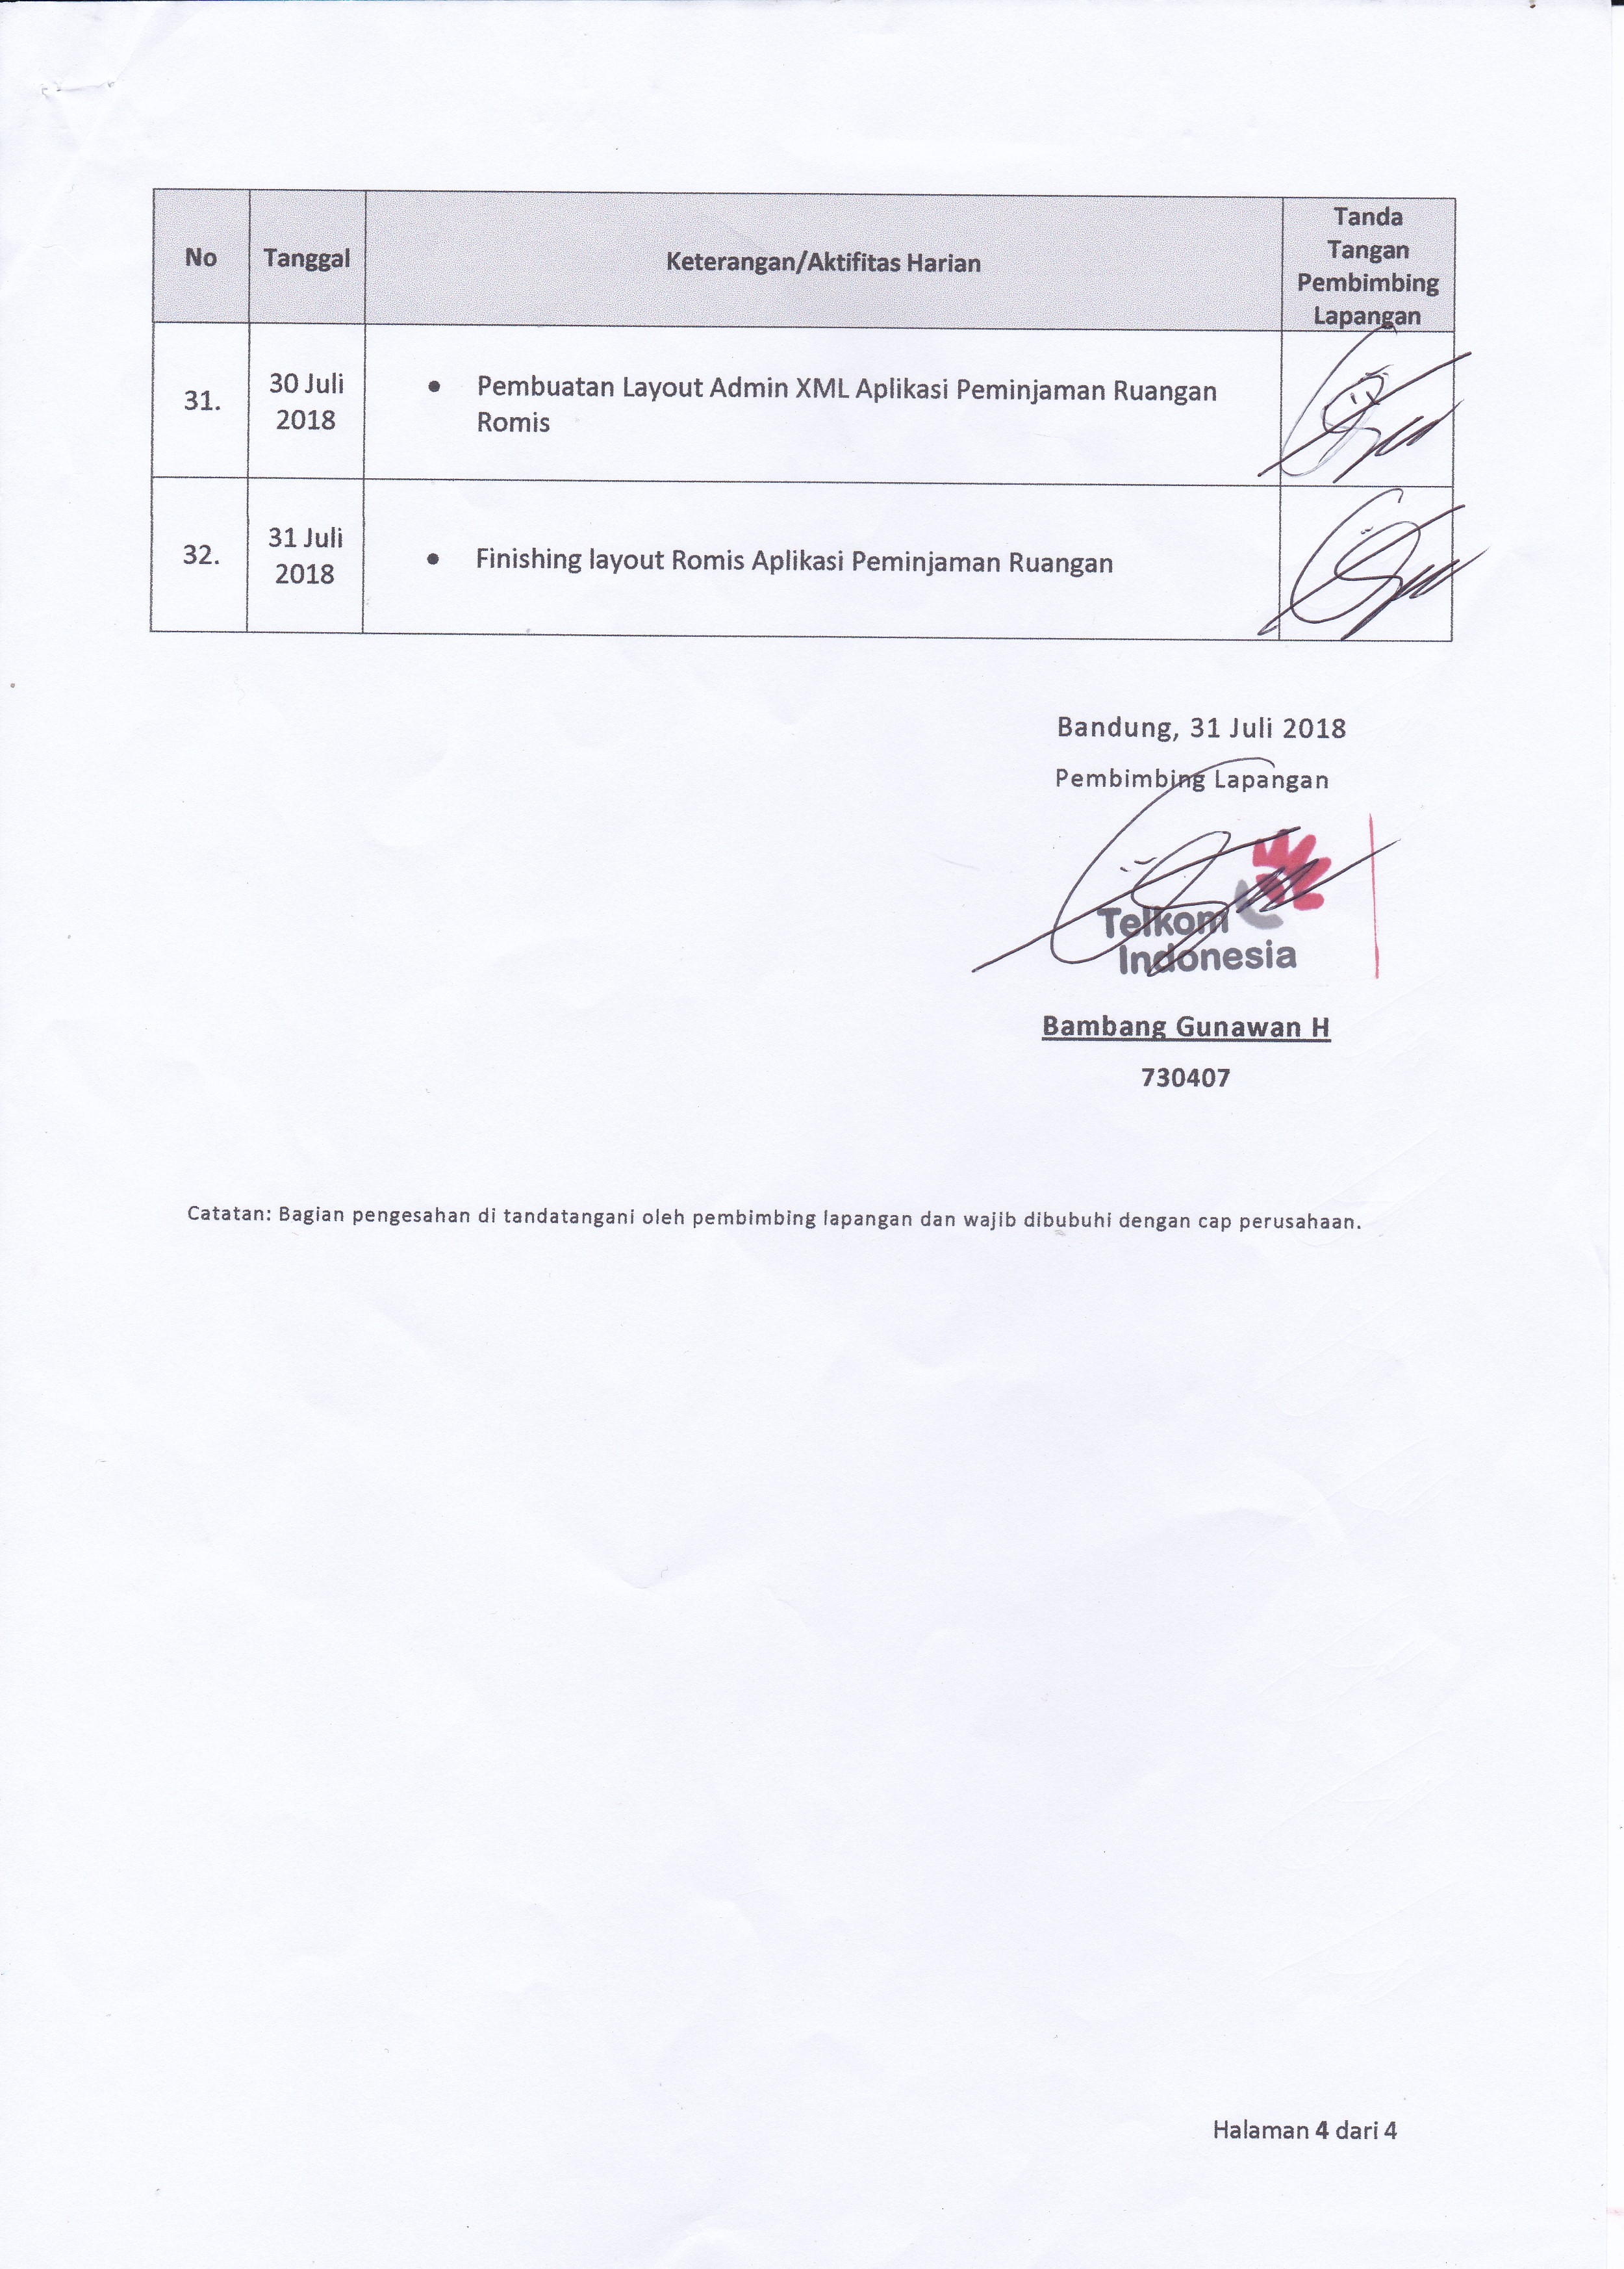 No
Tanggal
Keterangan/Aktifitas Harian
Tanda
Tangan
Pembimbing
Lapangan
31.
30 Juli
2018
• Pembuatan Layout Admin XML Aplikasi Peminjaman Ruangan
Romis
32.
31 Juli
2018
• Finishing layout Romis Aplikasi Peminjaman Ruangan
Bandung, 31 Juli 2018
Pembimbing Lapangan
Telkom
Indonesia
Bambang Gunawan H
730407
Catatan: Bagian pengesahan di tandatangani oleh pembimbing lapangan dan wajib dibubuhi dengan cap perusahaan.
Halaman 4 dari 4